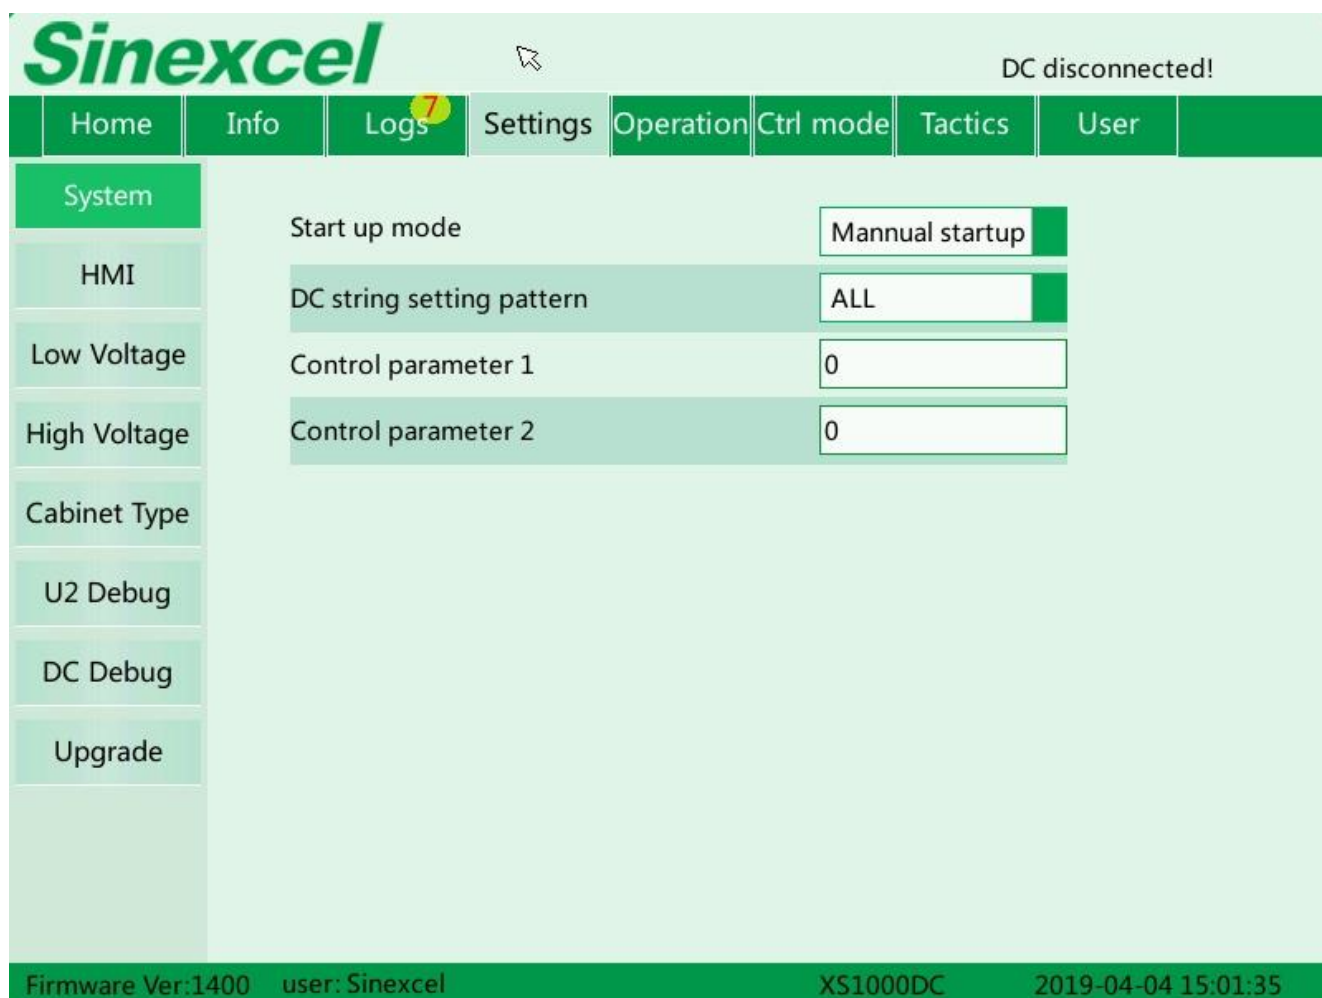 Sinexcel
DC disconnected!
Home Info Logs 7 Settings Operation Ctrl mode Tactics User
System
Start up mode Mannual startup
HMI
DC string setting pattern ALL
Low Voltage
Control parameter 1 0
High Voltage
Control parameter 2 0
Cabinet Type
U2 Debug
DC Debug
Upgrade
Firmware Ver:1400 user: Sinexcel XS1000DC 2019-04-04 15:01:35